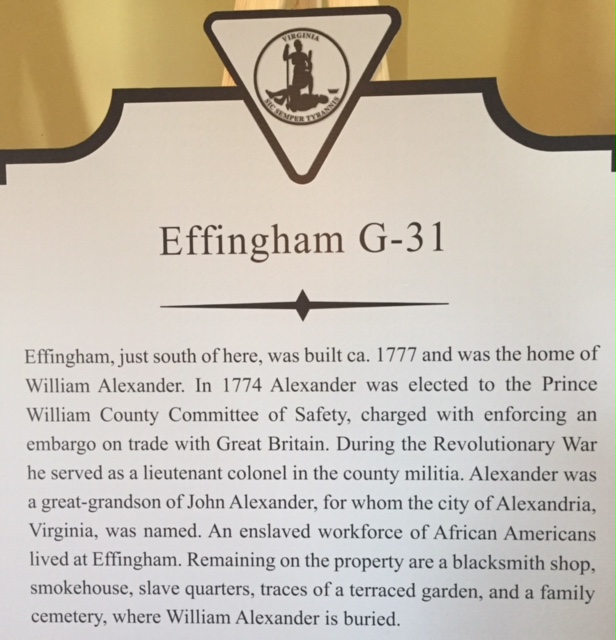 VIRGINIA
SIC SEMPER TYRANNIS
Effingham G-31
Effingham, just south of here, was built ca. 1777 and was the home of
William Alexander. In 1774 Alexander was elected to the Prince
William County Committee of Safety, charged with enforcing an
embargo on trade with Great Britain. During the Revolutionary War
he served as a lieutenant colonel in the county militia. Alexander was
a great-grandson of John Alexander, for whom the city of Alexandria,
Virginia, was named. An enslaved workforce of African Americans
lived at Effingham. Remaining on the property are a blacksmith shop,
smokehouse, slave quarters, traces of a terraced garden, and a family
cemetery, where William Alexander is buried.